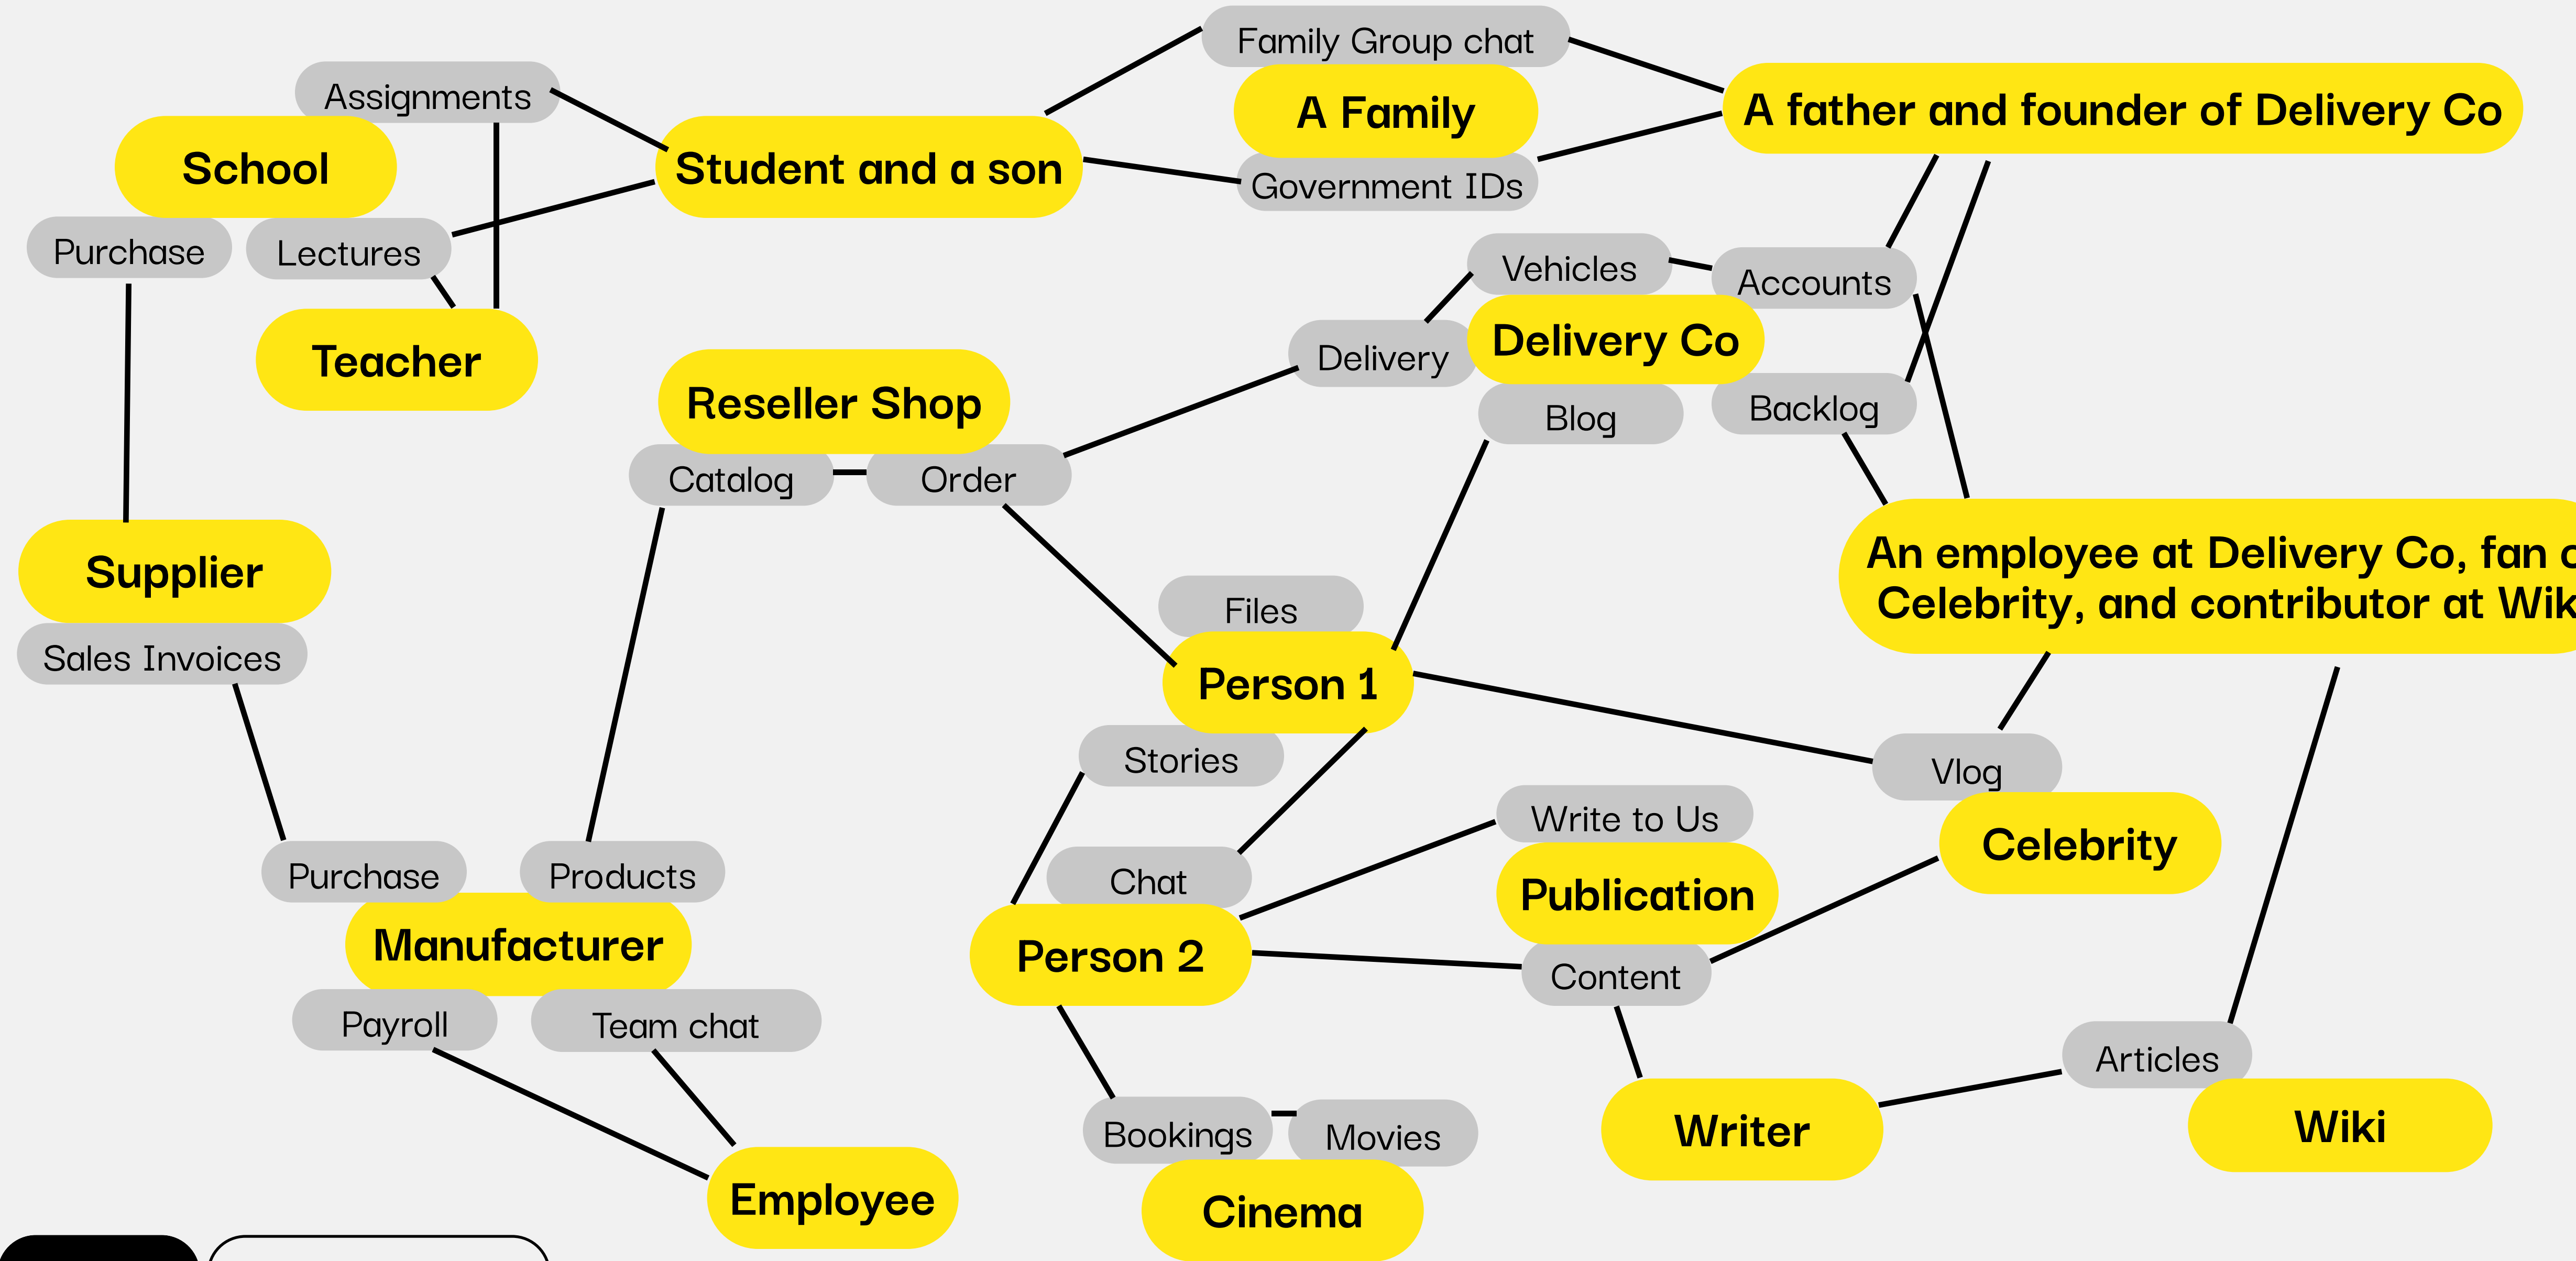 Family Group chat
A Family
Government IDs
A father and founder of Delivery Co
Assignments
School
Student and a son
Purchase
Lectures
Teacher
Vehicles
Accounts
Delivery
Delivery Co
Blog
Backlog
Reseller Shop
Catalog
Order
Supplier
Sales Invoices
An employee at Delivery Co, fan
Celebrity, and contributor at
Files
Person 1
Stories
Chat
Person 2
Write to Us
Publication
Content
Vlog
Celebrity
Purchase
Products
Manufacturer
Payroll
Team chat
Employee
Bookings
Movies
Cinema
Writer
Articles
Wiki